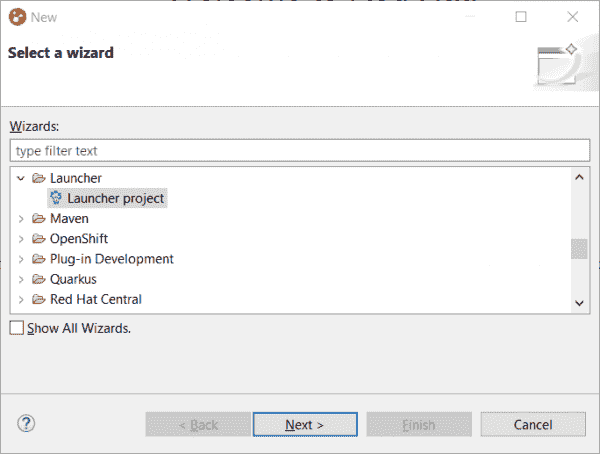 New
Select a wizard
Wizards:
type filter text
Launcher
Launcher project
Maven
OpenShift
Plug-in Development
Quarkus
Red Hat Central
Show All Wizards.
? < Back Next > Finish Cancel